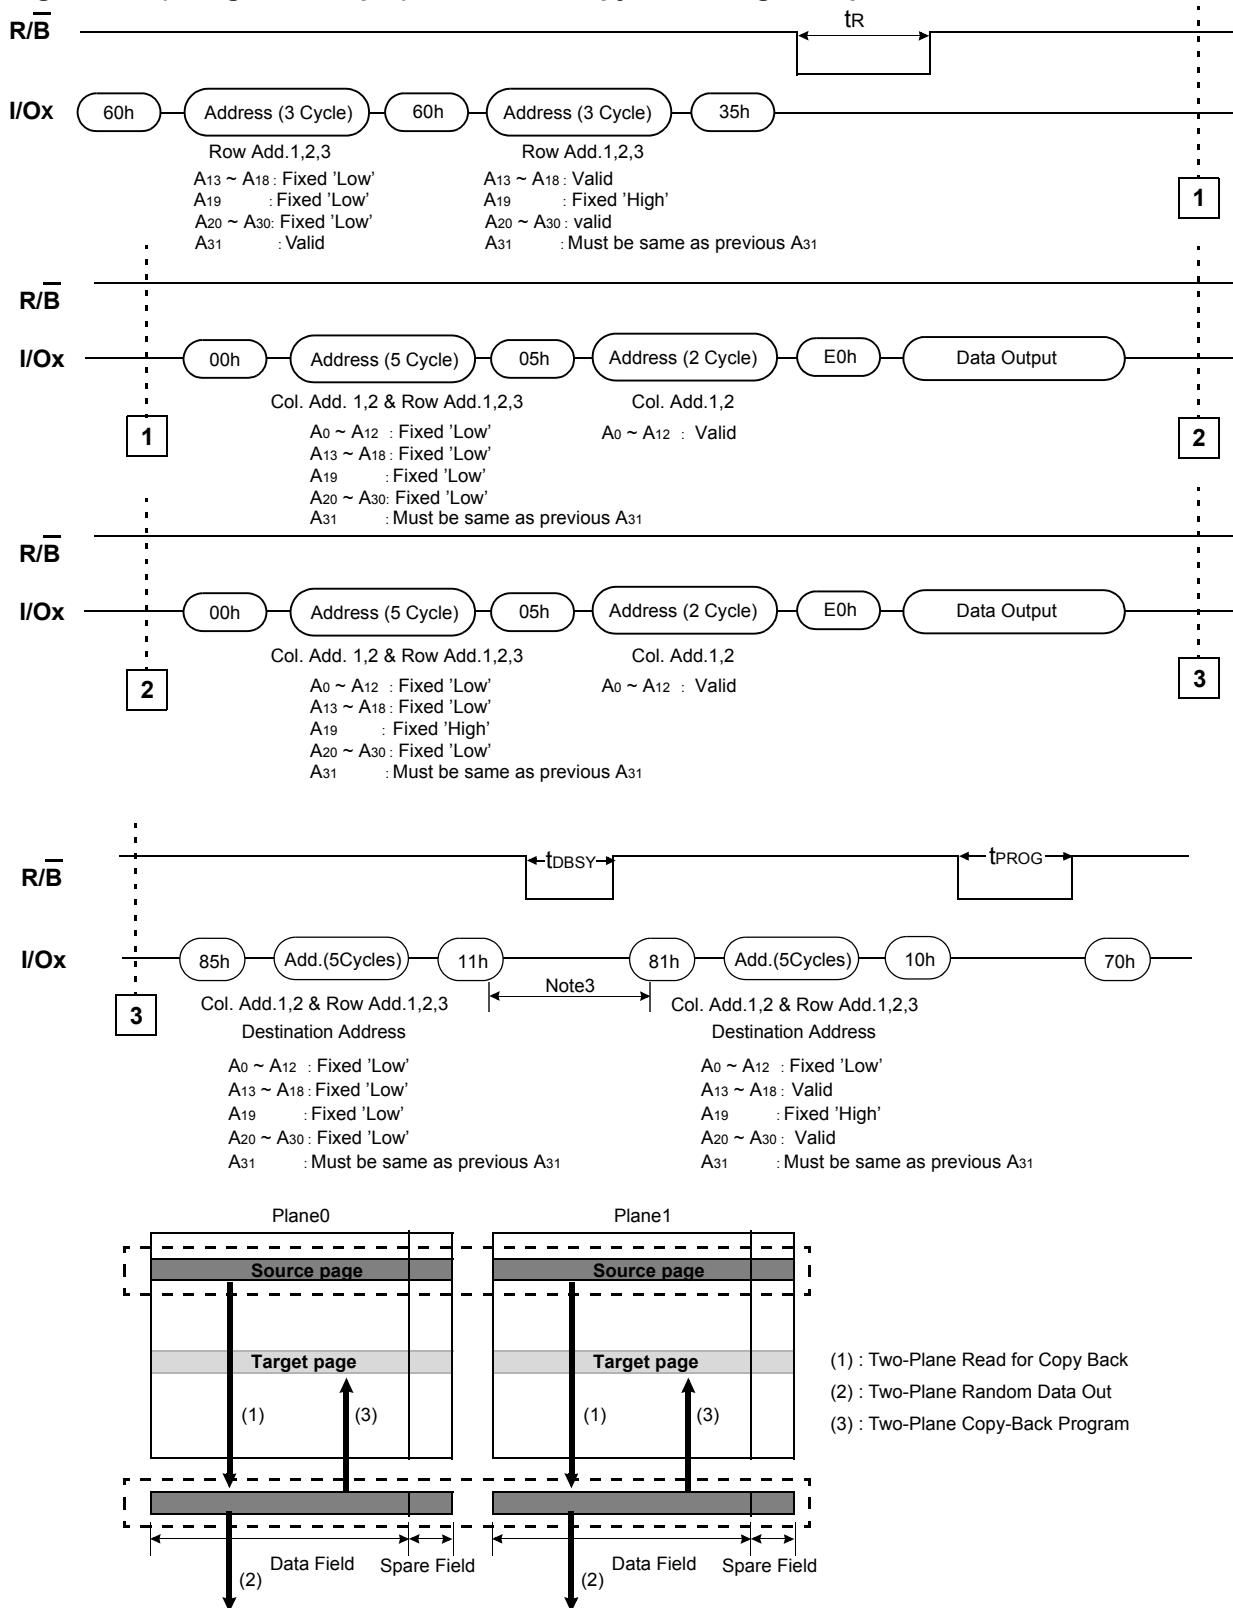 R/B
tR
I/Ox
60h
Address (3 Cycle)
60h
Address (3 Cycle)
35h
Row Add.1,2,3
Row Add.1,2,3
A13 ~ A18 : Fixed 'Low'
A19 : Fixed 'Low'
A20 ~ A30: Fixed 'Low'
A31 : Valid
A13 ~ A18 : Valid
A19 : Fixed 'High'
A20 ~ A30 : valid
A31 : Must be same as previous A31
1
R/B
I/Ox
00h
Address (5 Cycle)
05h
Address (2 Cycle)
E0h
Data Output
Col. Add. 1,2 & Row Add.1,2,3
Col. Add.1,2
1
A0 ~ A12 : Fixed 'Low'
A13 ~ A18 : Fixed 'Low'
A19 : Fixed 'Low'
A20 ~ A30: Fixed 'Low'
A31 : Must be same as previous A31
A0 ~ A12 : Valid
2
R/B
I/Ox
00h
Address (5 Cycle)
05h
Address (2 Cycle)
E0h
Data Output
Col. Add. 1,2 & Row Add.1,2,3
Col. Add.1,2
2
A0 ~ A12 : Fixed 'Low'
A13 ~ A18 : Fixed 'Low'
A19 : Fixed 'High'
A20 ~ A30 : Fixed 'Low'
A31 : Must be same as previous A31
A0 ~ A12 : Valid
3
R/B
tDBSY
tPROG
I/Ox
85h
Add.(5Cycles)
11h
81h
Add.(5Cycles)
10h
70h
Note3
3
Col. Add.1,2 & Row Add.1,2,3
Destination Address
A0 ~ A12 : Fixed 'Low'
A13 ~ A18 : Fixed 'Low'
A19 : Fixed 'Low'
A20 ~ A30 : Fixed 'Low'
A31 : Must be same as previous A31
Col. Add.1,2 & Row Add.1,2,3
Destination Address
A0 ~ A12 : Fixed 'Low'
A13 ~ A18 : Valid
A19 : Fixed 'High'
A20 ~ A30 : Valid
A31 : Must be same as previous A31
Plane0
Plane1
Source page
Source page
Target page
Target page
(1)
(3)
(1)
(3)
(1) : Two-Plane Read for Copy Back
(2) : Two-Plane Random Data Out
(3) : Two-Plane Copy-Back Program
Data Field
Spare Field
Data Field
Spare Field
(2)
(2)